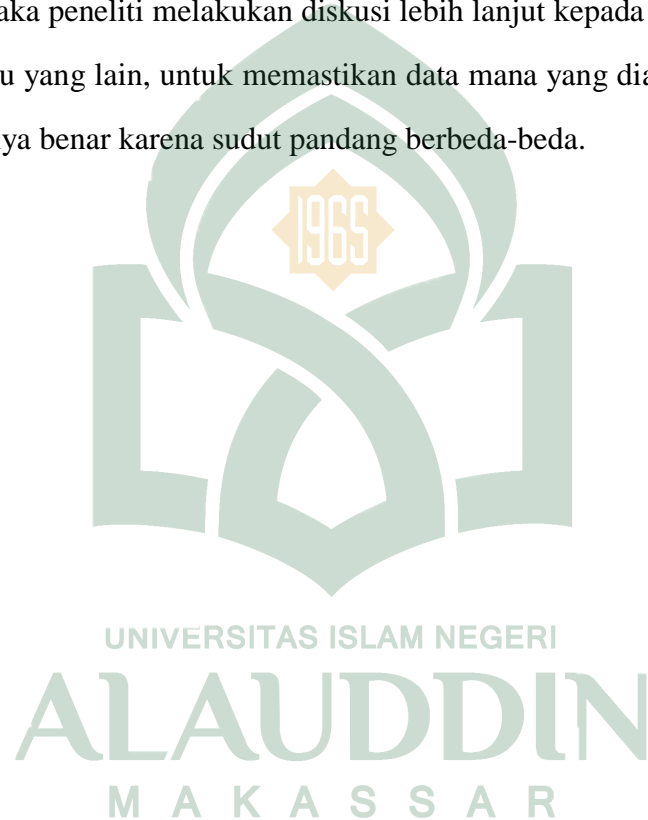 aka peneliti melakukan diskusi lebih lanjut kepada
u yang lain, untuk memastikan data mana yang dia
ya benar karena sudut pandang berbeda-beda.
1965
UNIVERSITAS ISLAM NEGERI
ALAUDDIN
MAKASSAR